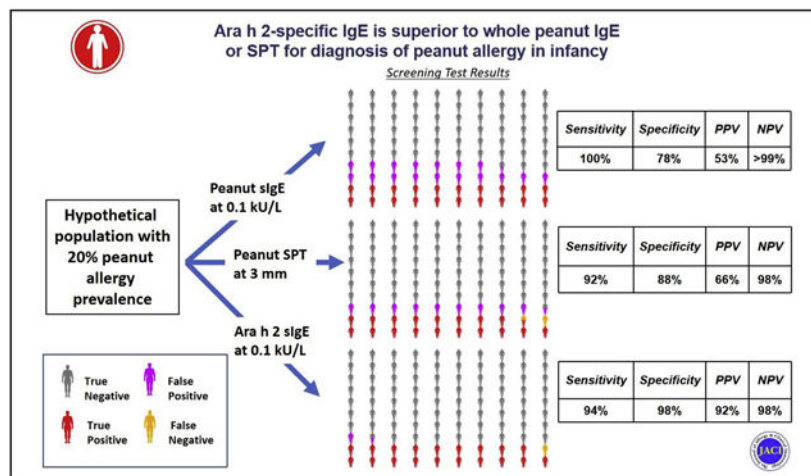 Ara h 2-specific IgE is superior to whole peanut IgE
or SPT for diagnosis of peanut allergy in infancy
Screening Test Results
Peanut sIgE
at 0.1 kU/L
Sensitivity Specificity PPV NPV
100% 78% 53% >99%
Hypothetical
population with
20% peanut
allergy
prevalence
Peanut SPT
at 3 mm
Sensitivity Specificity PPV NPV
92% 88% 66% 98%
Ara h 2 sIgE
at 0.1 kU/L
Sensitivity Specificity PPV NPV
94% 98% 92% 98%
True
Negative
False
Positive
True
Positive
False
Negative
JACI